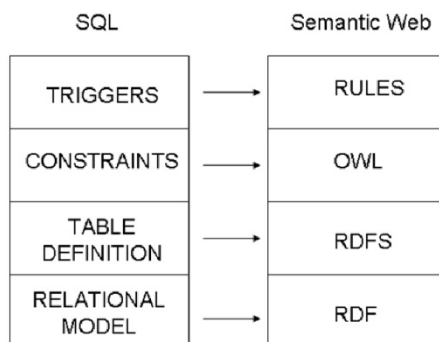 SQL Semantic Web
TRIGGERS RULES
CONSTRAINTS OWL
TABLE
DEFINITION RDFS
RELATIONAL
MODEL RDF